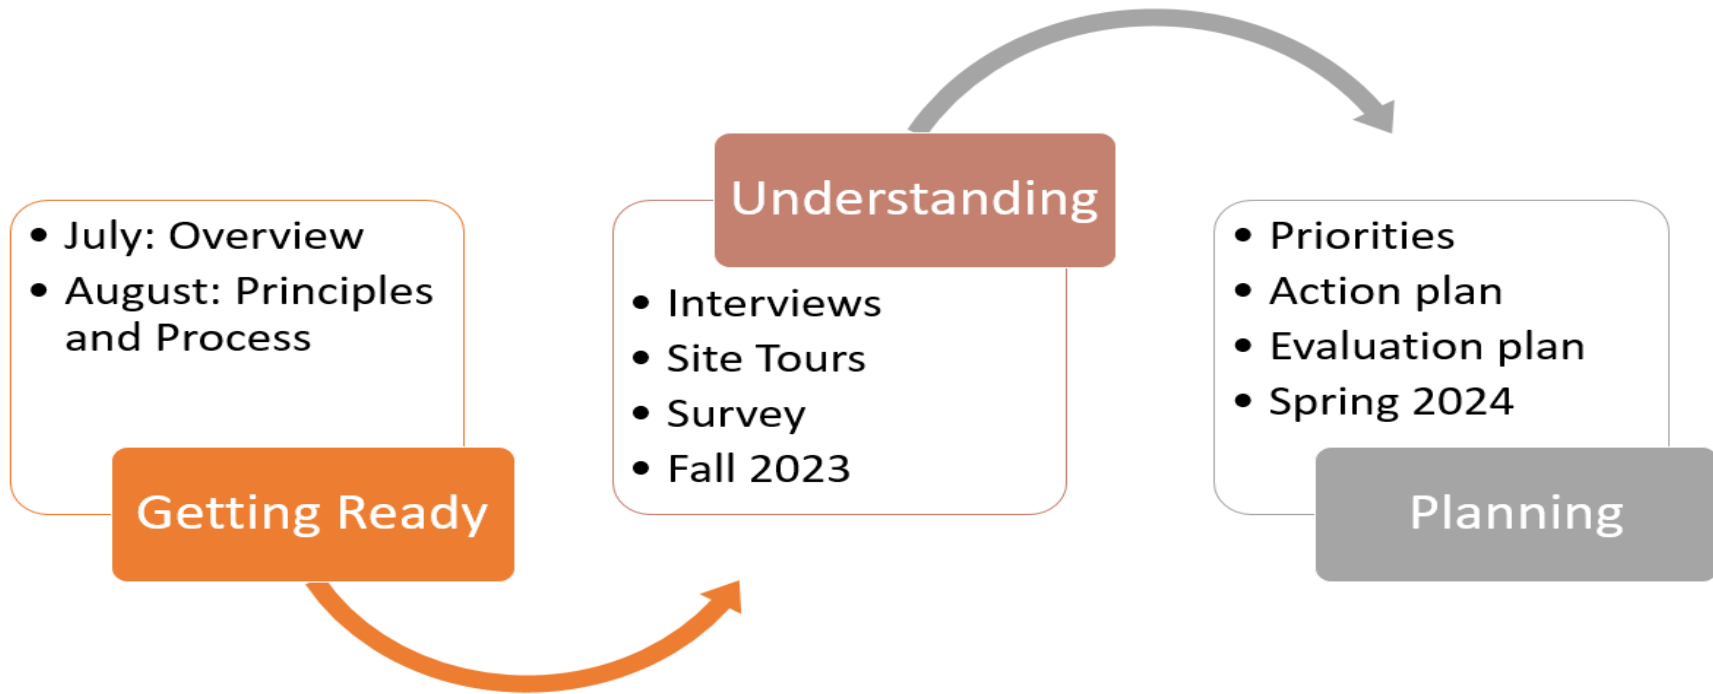 • July: Overview
• August: Principles
and Process
Getting Ready
Understanding
• Interviews
• Site Tours
• Survey
• Fall 2023
• Priorities
• Action plan
• Evaluation plan
• Spring 2024
Planning